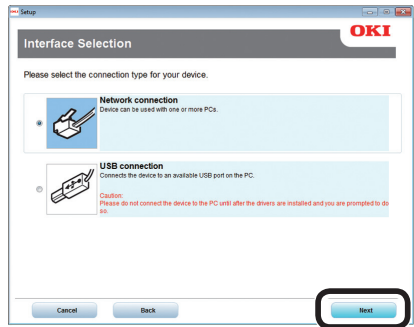 OKI Setup
OKI
Interface Selection
Please select the connection type for your device.
Network connection
Device can be used with one or more PCs.
USB connection
Connects the device to an available USB port on the PC.
Caution:
Please do not connect the device to the PC until after the drivers are installed and you are prompted to do
so.
Cancel Back Next